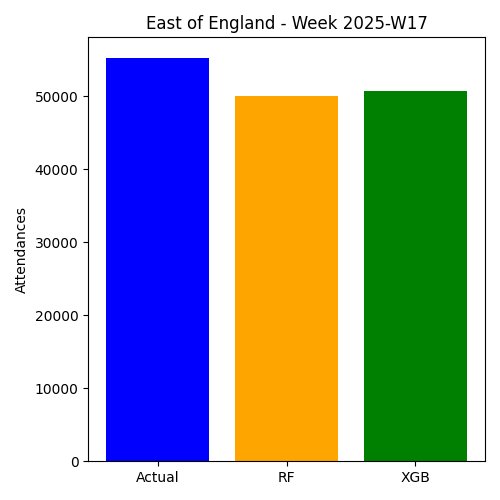 East of England - Week 2025-W17
Attendances
50000
40000
30000
20000
10000
0
Actual
RF
XGB